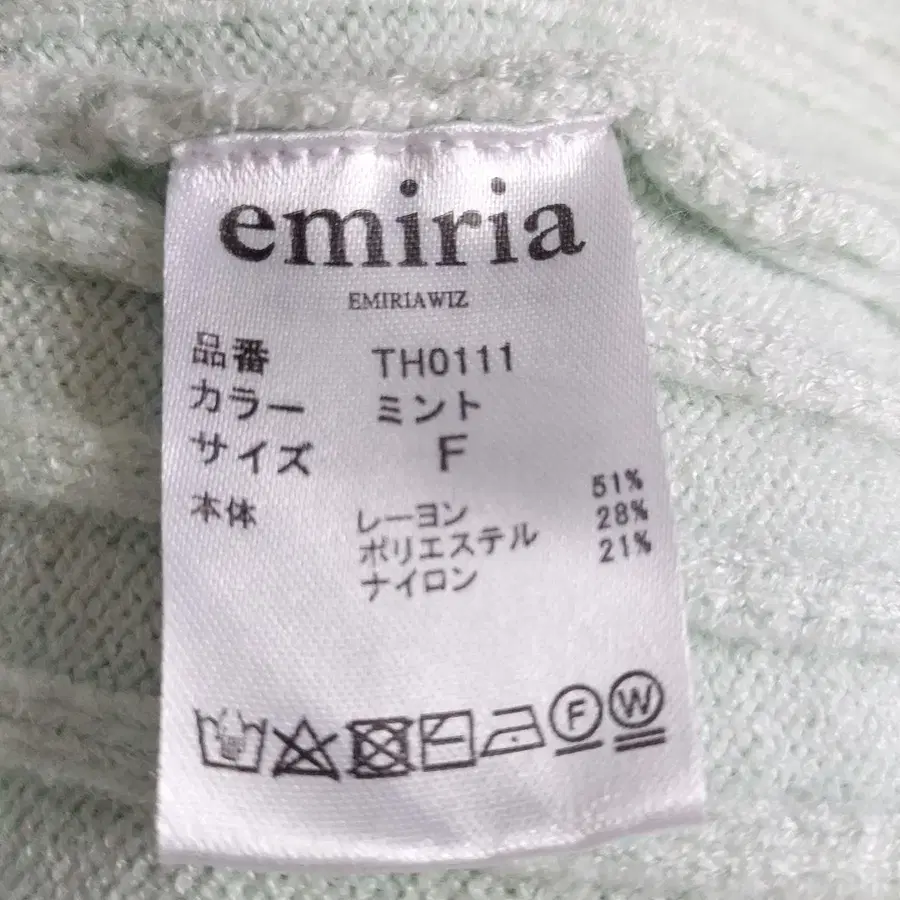 emiria
EMIRIAWIZ
品番 TH0111
カラー ミント
サイズ F
本体 レーヨン 51%
ポリエステル 28%
ナイロン 21%
F W